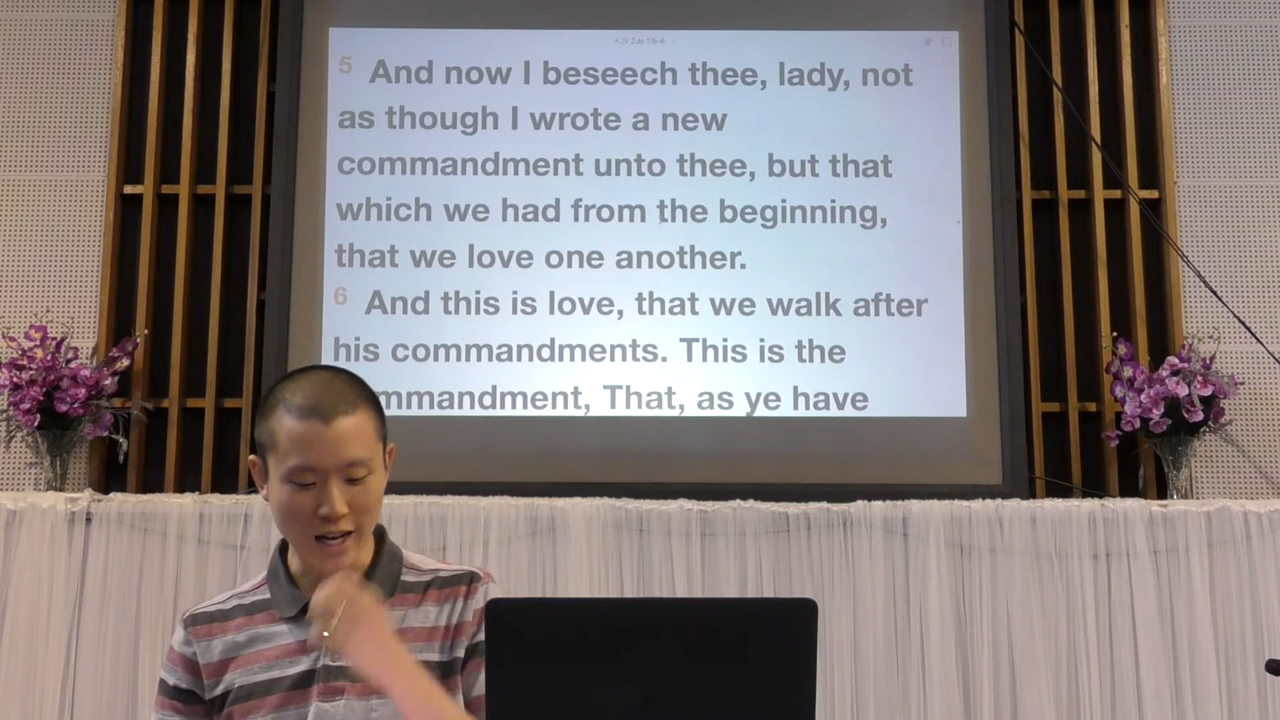 5 And now I beseech thee, lady, not
as though I wrote a new
commandment unto thee, but that
which we had from the beginning,
that we love one another.
6 And this is love, that we walk after
his commandments. This is the
mmandment, That, as ye have